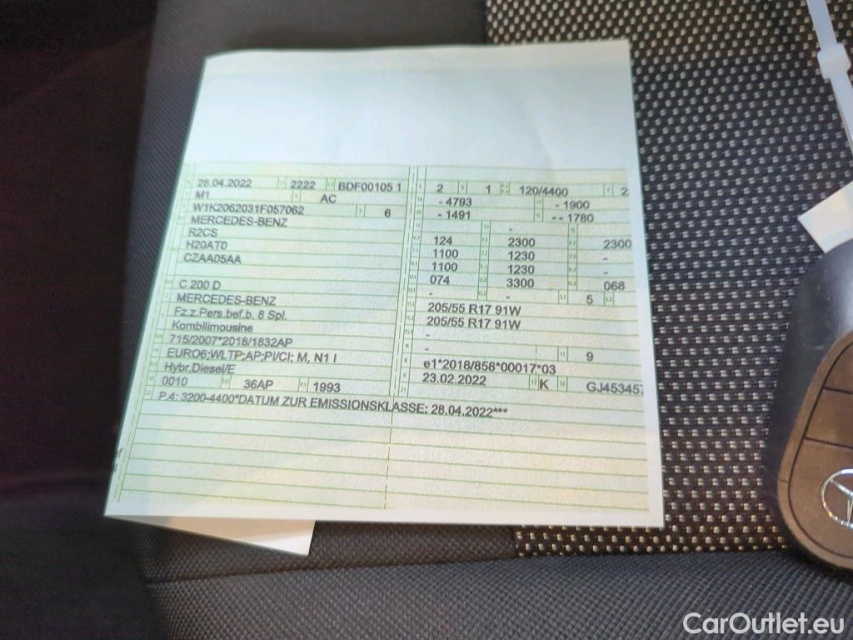 28.04.2022 2222 BDF00105 1
M1 AC
W1K2062031F057062 6
MERCEDES-BENZ
R2CS
H20AT0
CZAA05AA
C 200 D
MERCEDES-BENZ
Fz.z.Pers.bef.b. 8 Spl.
Kombilimousine
715/2007*2018/1832AP
EURO6;WLTP;AP;PI/CI; M, N1 I
Hybr.Diesel/E
0010 36AP 1993
P.4: 3200-4400*DATUM ZUR EMISSIONSKLASSE: 28.04.2022***
2 1 120/4400 2
- 4793 - 1900
- 1491 - - 1780
-
124 2300 2300
1100 1230 -
1100 1230 -
074 3300 068
- - 5
205/55 R17 91W
205/55 R17 91W
-
- 9
e1*2018/858*00017*03
23.02.2022 K GJ453457
CarOutlet.eu